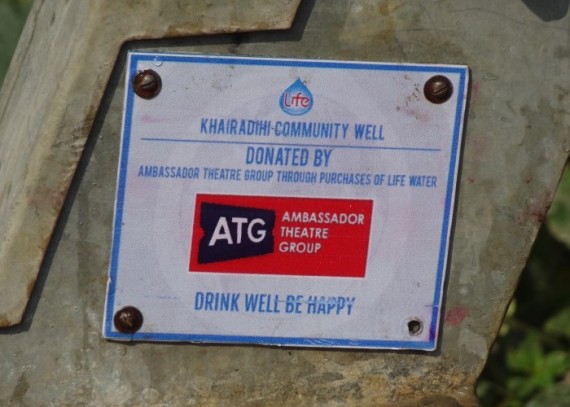 Life
KHAIRADIHI COMMUNITY WELL
DONATED BY
AMBASSADOR THEATRE GROUP THROUGH PURCHASES OF LIFE WATER
ATG
AMBASSADOR
THEATRE
GROUP
DRINK WELL BE HAPPY